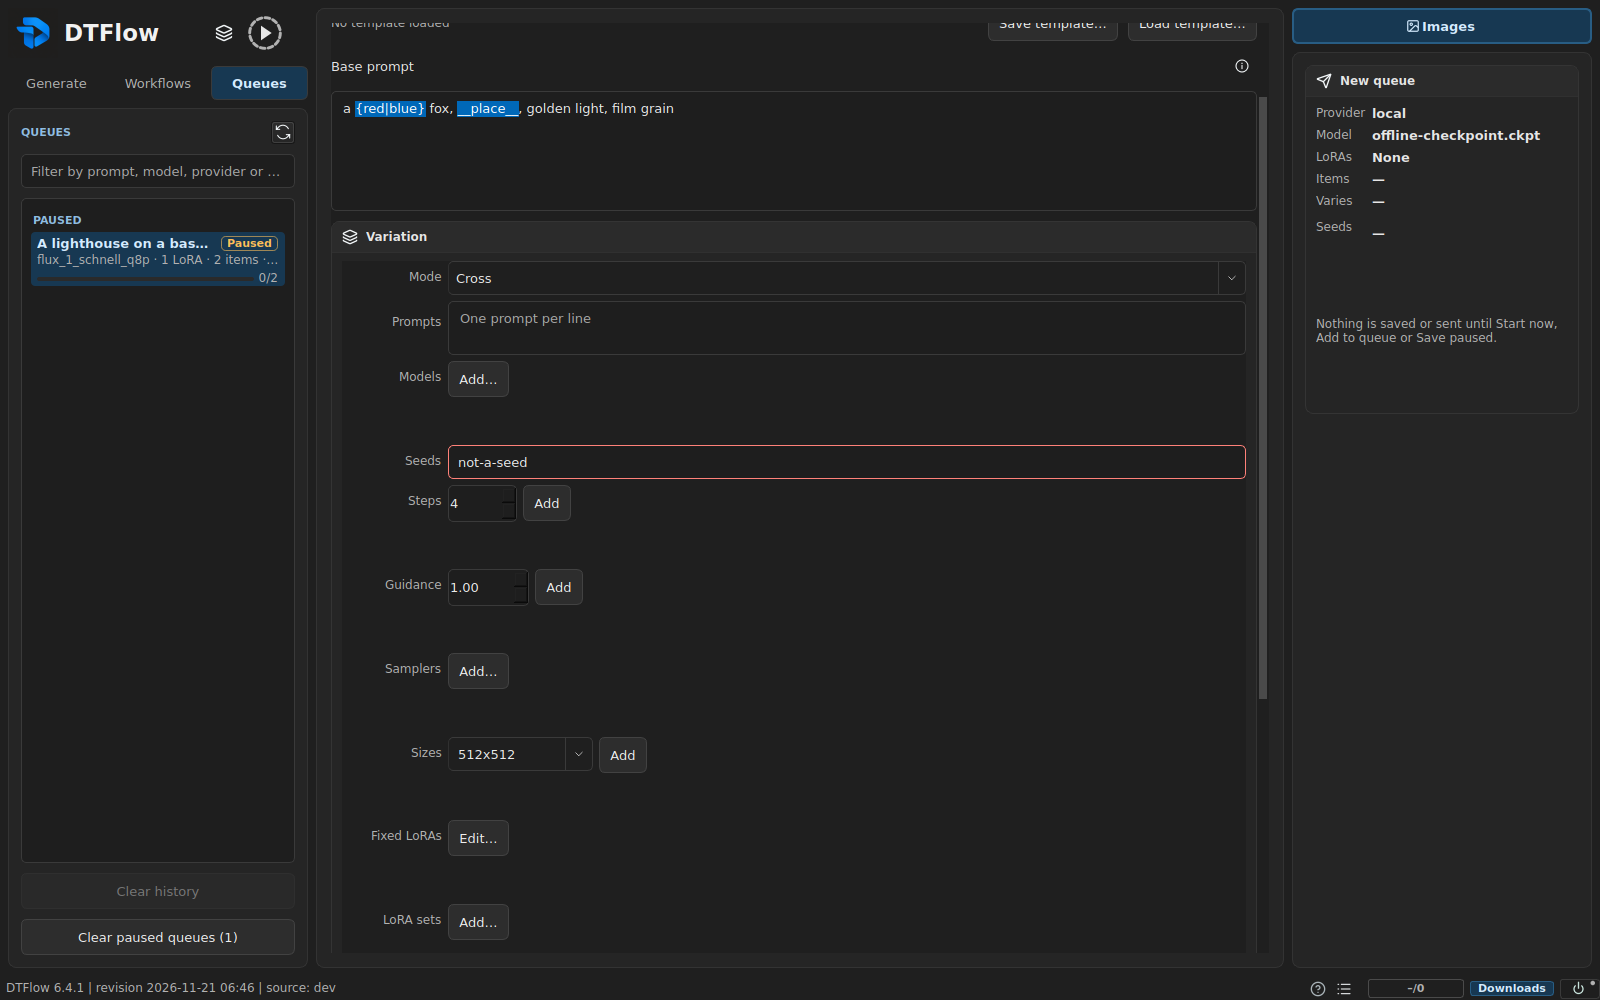 DTFlow
Generate
Workflows
Queues
QUEUES
Filter by prompt, model, provider or ...
PAUSED
A lighthouse on a bas...
Paused
flux_1_schnell_q8p · 1 LoRA · 2 items ·...
0/2
Clear history
Clear paused queues (1)
No template loaded
Save template...
Load template...
Base prompt
a {red|blue} fox, __place__, golden light, film grain
Variation
Mode
Cross
Prompts
One prompt per line
Models
Add...
Seeds
not-a-seed
Steps
4
Add
Guidance
1.00
Add
Samplers
Add...
Sizes
512x512
Add
Fixed LoRAs
Edit...
LoRA sets
Add...
Images
New queue
Provider local
Model offline-checkpoint.ckpt
LoRAs None
Items —
Varies —
Seeds —
Nothing is saved or sent until Start now,
Add to queue or Save paused.
DTFlow 6.4.1 | revision 2026-11-21 06:46 | source: dev
-/0
Downloads